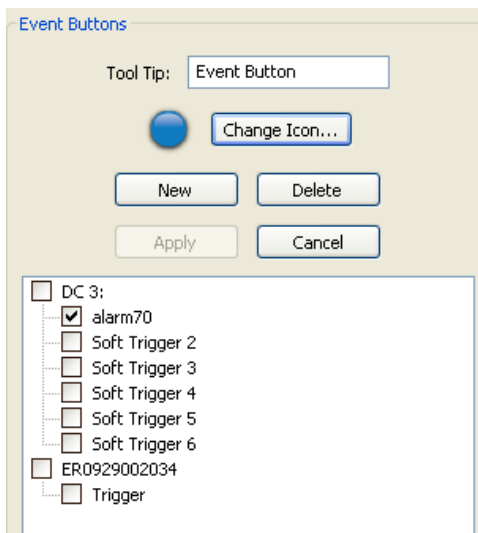 Event Buttons
Tool Tip: Event Button
Change Icon...
New Delete
Apply Cancel
DC 3:
alarm70
Soft Trigger 2
Soft Trigger 3
Soft Trigger 4
Soft Trigger 5
Soft Trigger 6
ER0929002034
Trigger